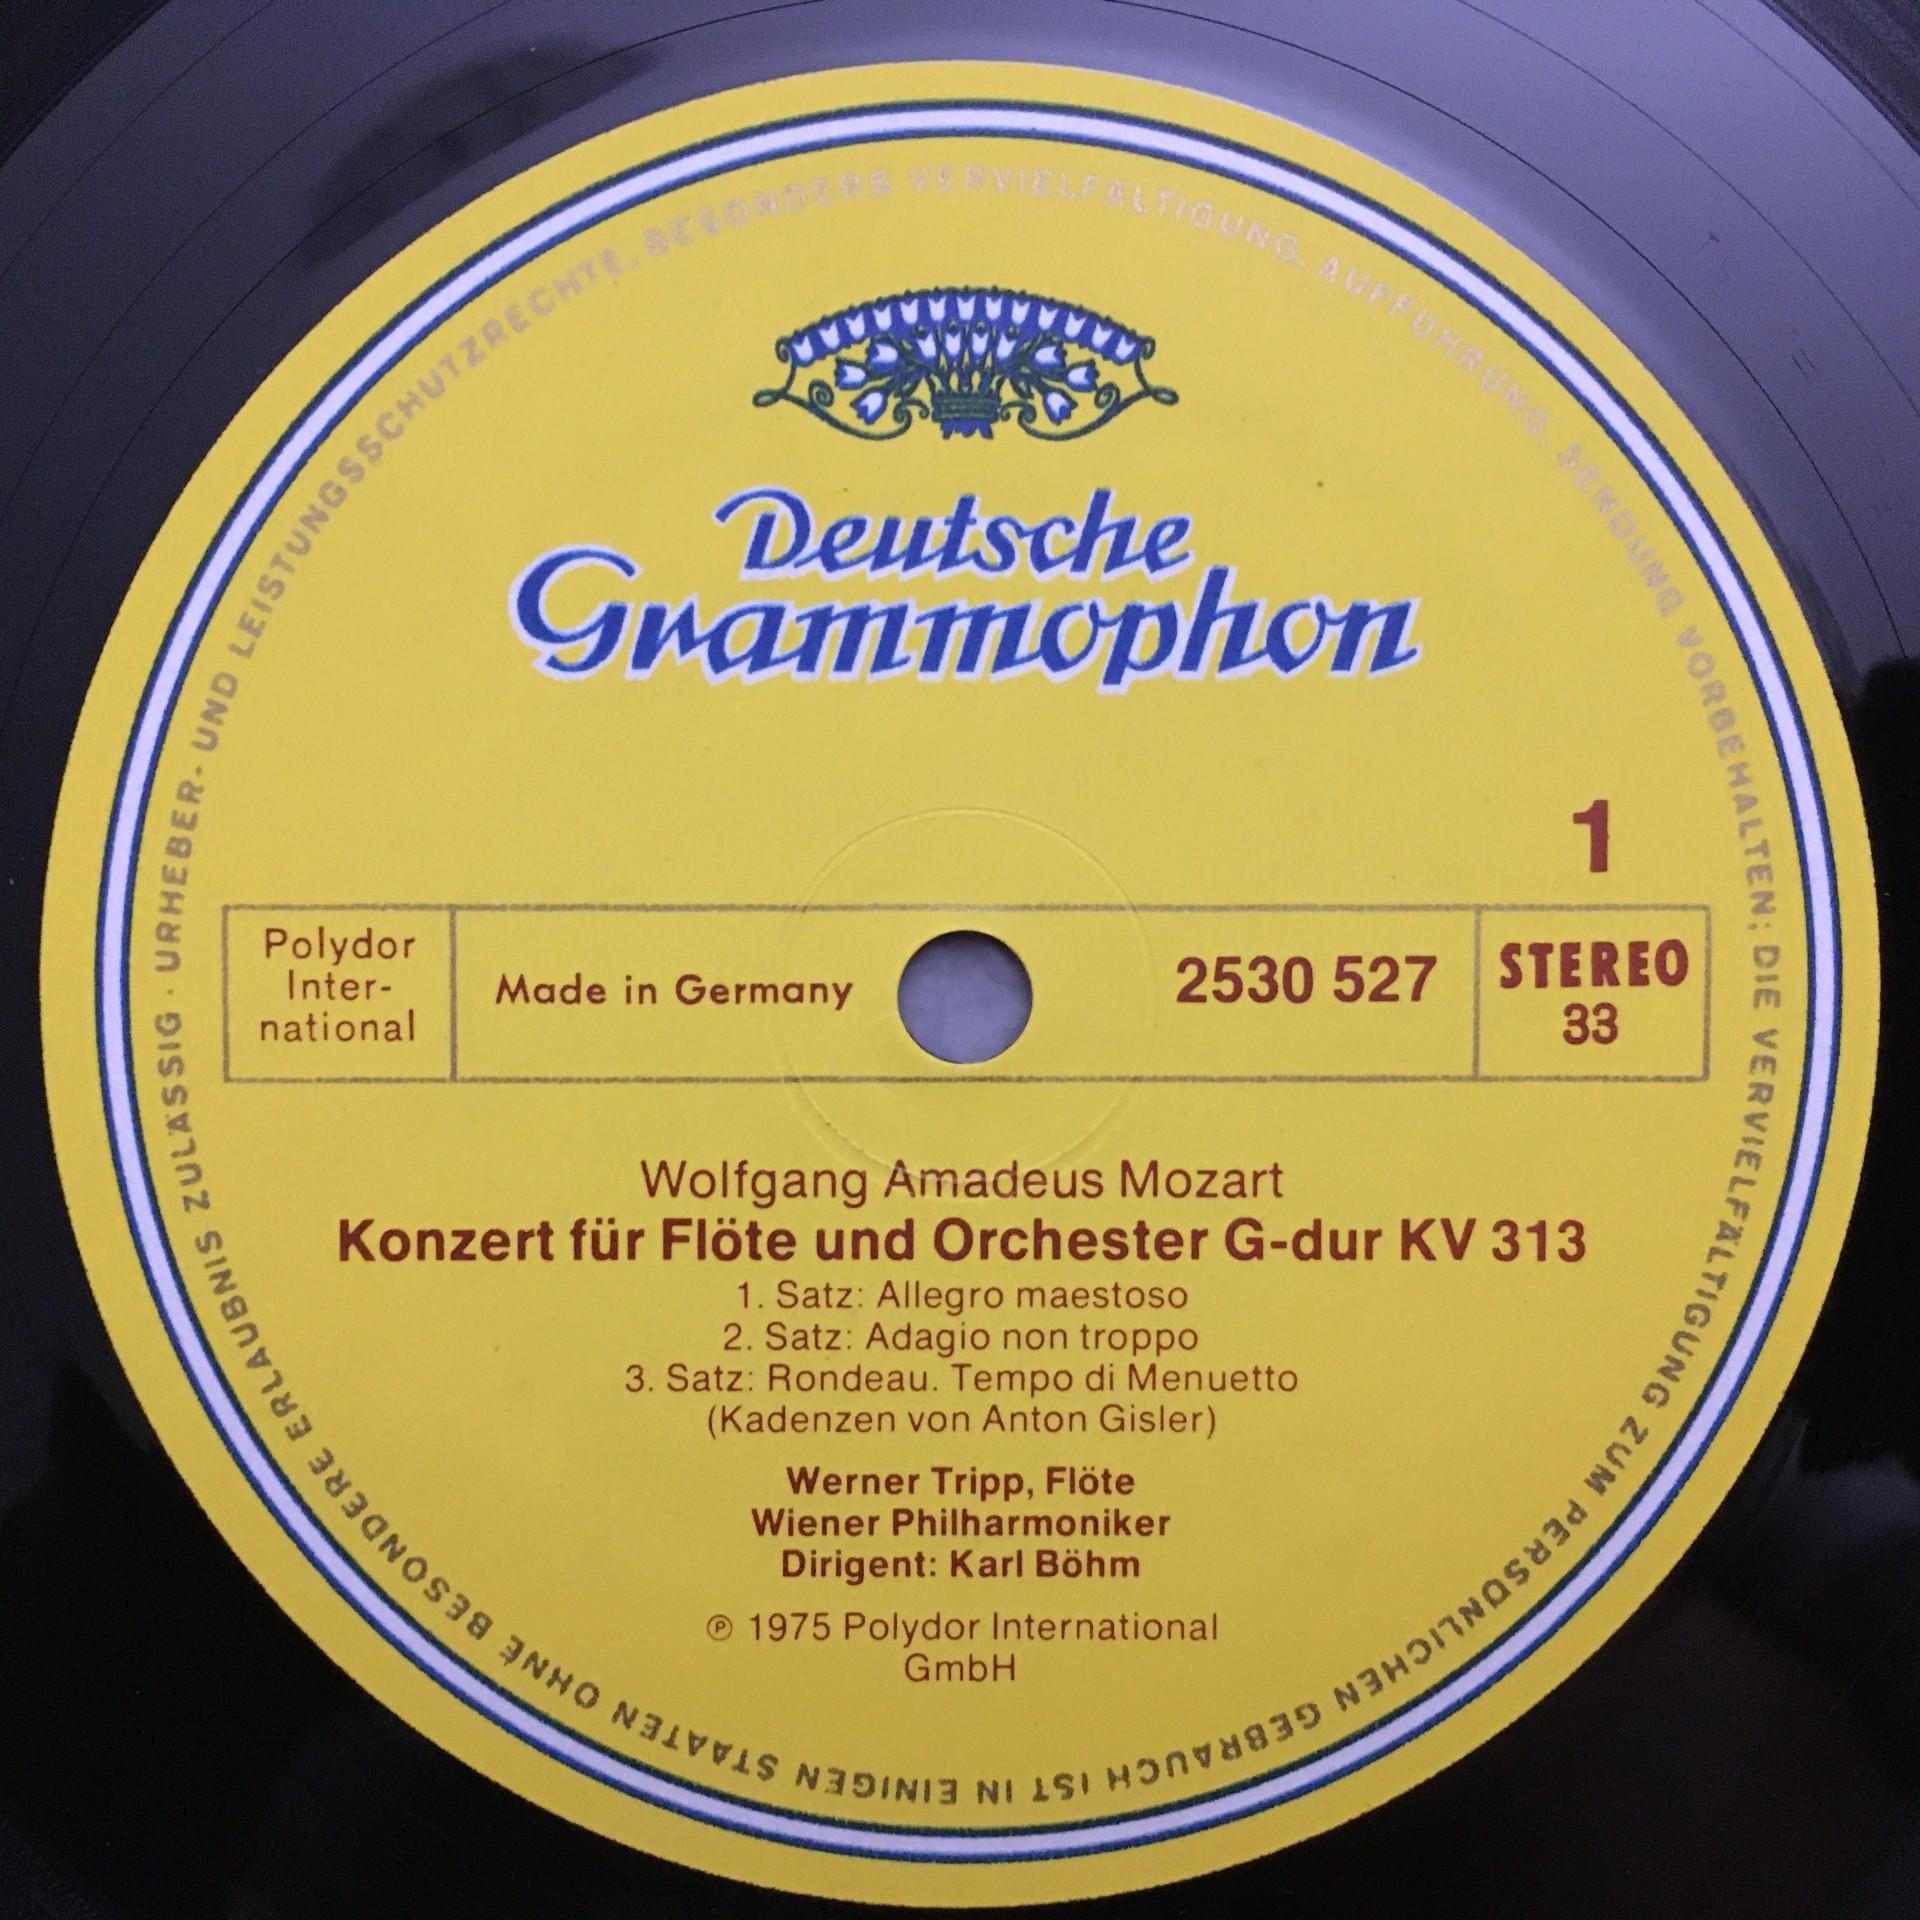 Deutsche
Grammophon
1
Polydor
Inter-
national
Made in Germany
2530 527
STEREO
33
Wolfgang Amadeus Mozart
Konzert für Flöte und Orchester G-dur KV 313
1. Satz: Allegro maestoso
2. Satz: Adagio non troppo
3. Satz: Rondeau. Tempo di Menuetto
(Kadenzen von Anton Gisler)
Werner Tripp, Flöte
Wiener Philharmoniker
Dirigent: Karl Böhm
℗ 1975 Polydor International
GmbH
URHEBER- UND LEISTUNGSSCHUTZRECHTE, BESONDERS VERVIELFÄLTIGUNG, AUFFÜHRUNG, SENDUNG VORBEHALTEN; DIE VERVIELFÄLTIGUNG ZUM PERSÖNLICHEN GEBRAUCH IST IN EINIGEN STAATEN OHNE BESONDERE ERLAUBNIS ZULÄSSIG ·